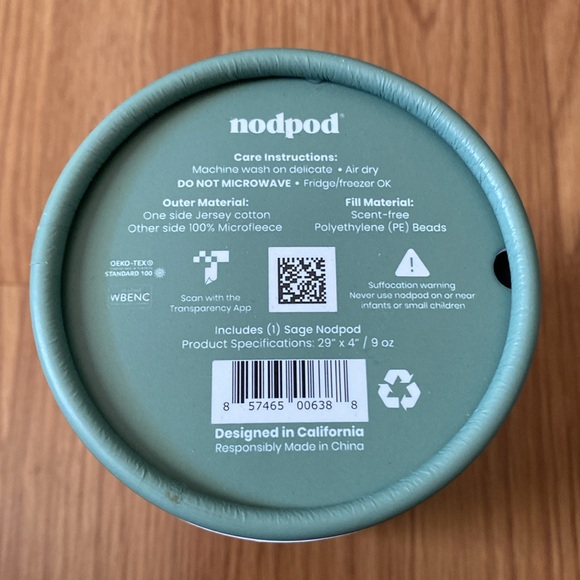 nodpod®
Care Instructions:
Machine wash on delicate • Air dry
DO NOT MICROWAVE • Fridge/freezer OK
Outer Material:
One side Jersey cotton
Other side 100% Microfleece
Fill Material:
Scent-free
Polyethylene (PE) Beads
OEKO-TEX®
STANDARD 100
WBENC
Scan with the
Transparency App
Suffocation warning
Never use nodpod on or near
infants or small children
Includes (1) Sage Nodpod
Product Specifications: 29" x 4" / 9 oz
8 57465 00638 8
Designed in California
Responsibly Made in China